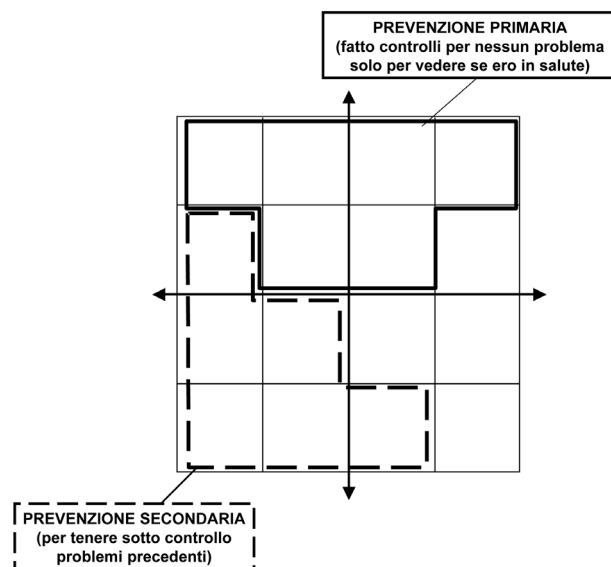 PREVENZIONE PRIMARIA
(fatto controlli per nessun problema
solo per vedere se ero in salute)
PREVENZIONE SECONDARIA
(per tenere sotto controllo
problemi precedenti)